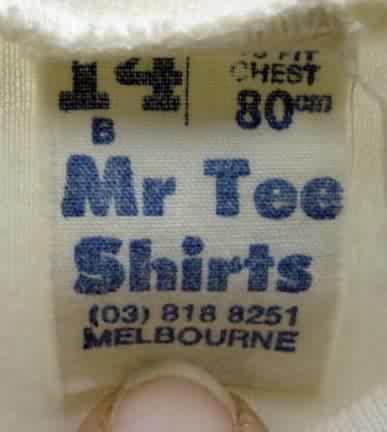 14 TO FIT
CHEST
80cm
B
Mr Tee
Shirts
(03) 818 8251
MELBOURNE